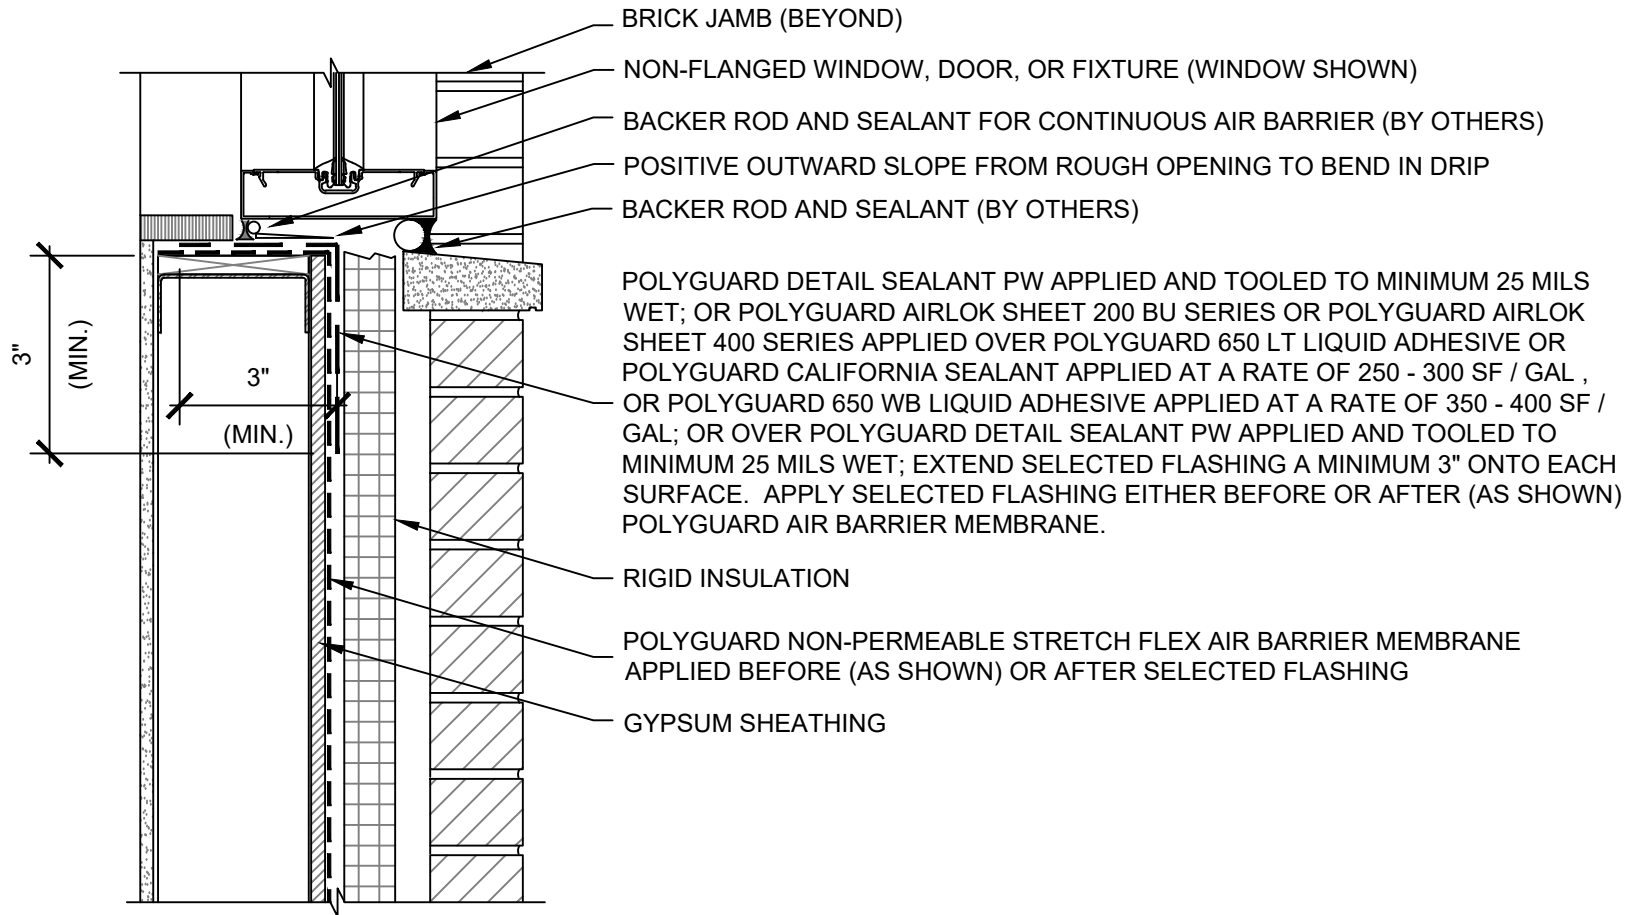 BRICK JAMB (BEYOND)
NON-FLANGED WINDOW, DOOR, OR FIXTURE (WINDOW SHOWN)
BACKER ROD AND SEALANT FOR CONTINUOUS AIR BARRIER (BY OTHERS)
POSITIVE OUTWARD SLOPE FROM ROUGH OPENING TO BEND IN DRIP
BACKER ROD AND SEALANT (BY OTHERS)
POLYGUARD DETAIL SEALANT PW APPLIED AND TOOLED TO MINIMUM 25 MILS
WET; OR POLYGUARD AIRLOK SHEET 200 BU SERIES OR POLYGUARD AIRLOK
SHEET 400 SERIES APPLIED OVER POLYGUARD 650 LT LIQUID ADHESIVE OR
POLYGUARD CALIFORNIA SEALANT APPLIED AT A RATE OF 250 - 300 SF / GAL ,
OR POLYGUARD 650 WB LIQUID ADHESIVE APPLIED AT A RATE OF 350 - 400 SF /
GAL; OR OVER POLYGUARD DETAIL SEALANT PW APPLIED AND TOOLED TO
MINIMUM 25 MILS WET; EXTEND SELECTED FLASHING A MINIMUM 3" ONTO EACH
SURFACE. APPLY SELECTED FLASHING EITHER BEFORE OR AFTER (AS SHOWN)
POLYGUARD AIR BARRIER MEMBRANE.
3"
(MIN.)
3"
(MIN.)
RIGID INSULATION
POLYGUARD NON-PERMEABLE STRETCH FLEX AIR BARRIER MEMBRANE
APPLIED BEFORE (AS SHOWN) OR AFTER SELECTED FLASHING
GYPSUM SHEATHING